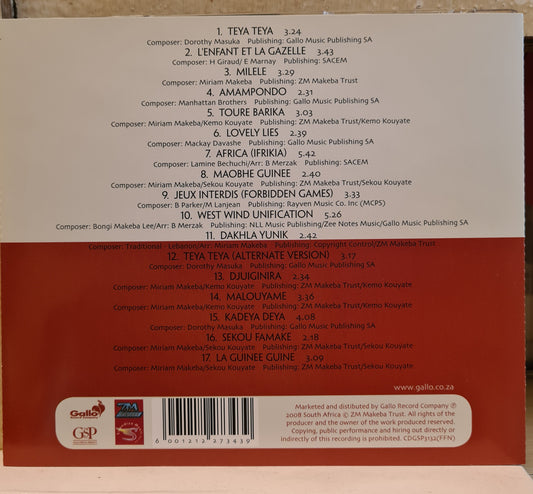 1. TEYA TEYA 3.24
Composer: Dorothy Masuka Publishing: Gallo Music Publishing SA
2. L'ENFANT ET LA GAZELLE 3.43
Composer: H Giraud/ E Marnay Publishing: SACEM
3. MILELE 3.29
Composer: Miriam Makeba Publishing: ZM Makeba Trust
4. AMAMPONDO 2.31
Composer: Manhattan Brothers Publishing: Gallo Music Publishing SA
5. TOURE BARIKA 3.03
Composer: Miriam Makeba/Kemo Kouyate Publishing: ZM Makeba Trust/Kemo Kouyate
6. LOVELY LIES 2.39
Composer: Mackay Davashe Publishing: Gallo Music Publishing SA
7. AFRICA (IFRIKIA) 5.42
Composer: Lamine Bechuchi/Arr: B Merzak Publishing: SACEM
8. MAOBHE GUINEE 2.40
Composer: Miriam Makeba/Sekou Kouyate Publishing: ZM Makeba Trust/Sekou Kouyate
9. JEUX INTERDIS (FORBIDDEN GAMES) 3.33
Composer: B Parker/M Lanjean Publishing: Rayven Music Co. Inc (MCPS)
10. WEST WIND UNIFICATION 5.26
Composer: Bongi Makeba Lee/Arr: B Merzak Publishing: NLL Music Publishing/Zee Notes Music/Gallo Music Publishing SA
11. DAKHLA YUNIK 2.42
Composer: Traditional - Lebanon/Arr: Miriam Makeba Publishing: Copyright Control/ZM Makeba Trust
12. TEYA TEYA (ALTERNATE VERSION) 3.17
Composer: Dorothy Masuka Publishing: Gallo Music Publishing SA
13. DJUIGINIRA 2.34
Composer: Miriam Makeba/Kemo Kouyate Publishing: ZM Makeba Trust/Kemo Kouyate
14. MALOUYAME 3.36
Composer: Miriam Makeba/Kemo Kouyate Publishing: ZM Makeba Trust/Kemo Kouyate
15. KADEYA DEYA 4.08
Composer: Dorothy Masuka Publishing: Gallo Music Publishing SA
16. SEKOU FAMAKE 2.18
Composer: Miriam Makeba/Sekou Kouyate Publishing: ZM Makeba Trust/Sekou Kouyate
17. LA GUINEE GUINE 3.09
Composer: Miriam Makeba/Sekou Kouyate Publishing: ZM Makeba Trust/Sekou Kouyate
www.gallo.co.za
Gallo
GSP
ZM
6 001212 273439
Marketed and distributed by Gallo Record Company ℗
2008 South Africa © ZM Makeba Trust. All rights of the
producer and the owner of the work produced reserved.
Copying, public performance and hiring out directly or
indirectly of this recording is prohibited. CDGSP3132(FFN)